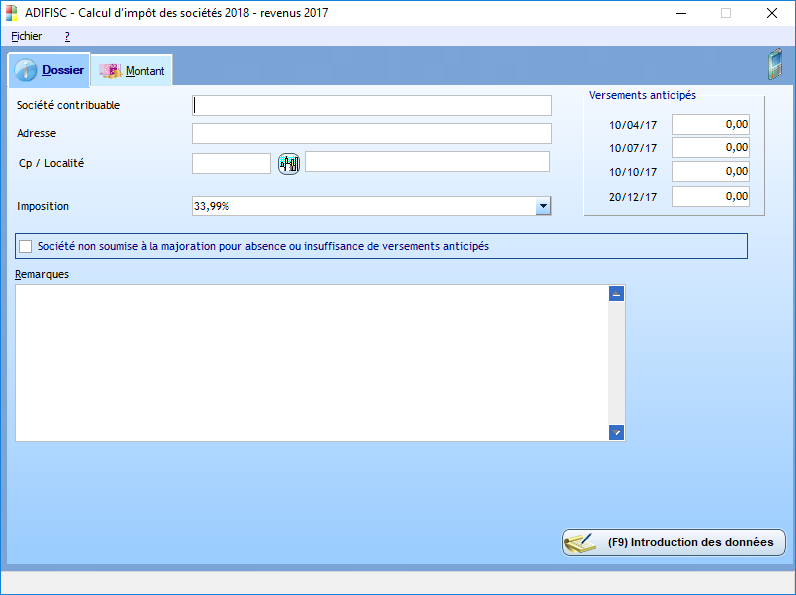 ADIFISC - Calcul d'impôt des sociétés 2018 - revenus 2017
Fichier ?
Dossier Montant
Société contribuable
Adresse
Cp / Localité
Imposition 33,99%
Versements anticipés
10/04/17 0,00
10/07/17 0,00
10/10/17 0,00
20/12/17 0,00
Société non soumise à la majoration pour absence ou insuffisance de versements anticipés
Remarques
(F9) Introduction des données